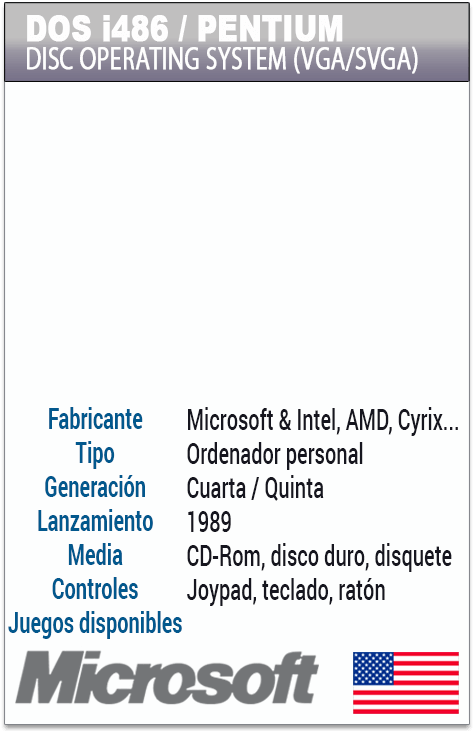 DOS i486 / PENTIUM
DISC OPERATING SYSTEM (VGA/SVGA)
Fabricante Microsoft & Intel, AMD, Cyrix...
Tipo Ordenador personal
Generación Cuarta / Quinta
Lanzamiento 1989
Media CD-Rom, disco duro, disquete
Controles Joypad, teclado, ratón
Juegos disponibles
Microsoft